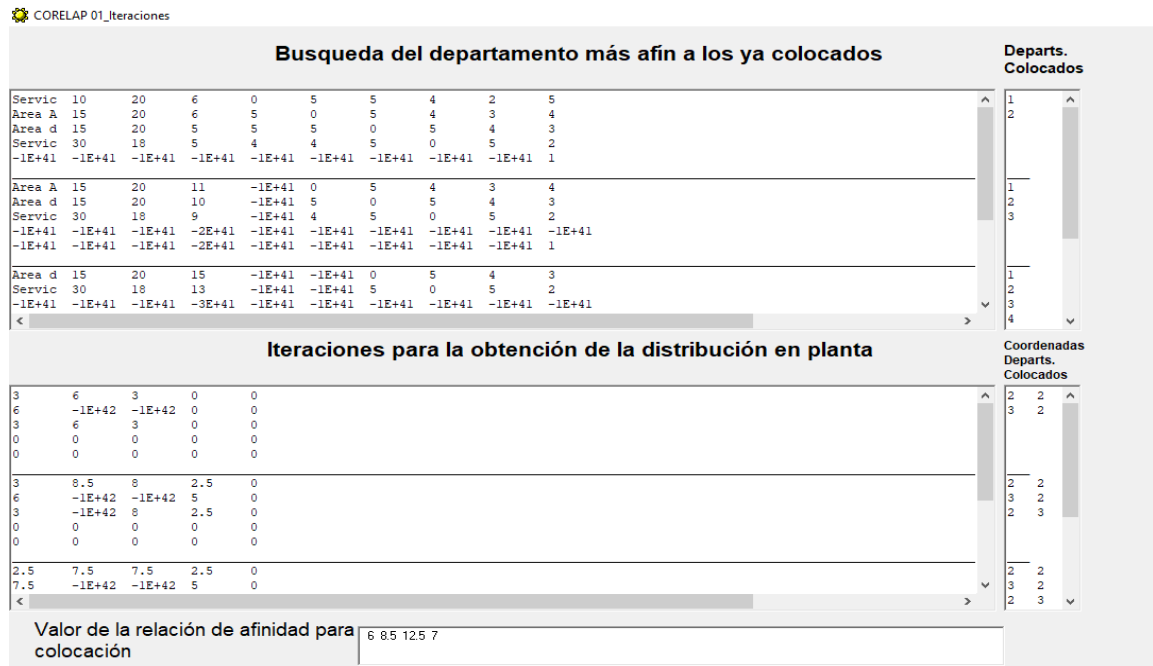 CORELAP 01_Iteraciones
Busqueda del departamento más afín a los ya colocados
Departs.
Colocados
Servic 10 20 6 0 5 5 4 2 5
Area A 15 20 6 5 0 5 4 3 4
Area d 15 20 5 5 5 0 5 4 3
Servic 30 18 5 4 4 5 0 5 2
-1E+41 -1E+41 -1E+41 -1E+41 -1E+41 -1E+41 -1E+41 -1E+41 -1E+41 1
1
2
Area A 15 20 11 -1E+41 0 5 4 3 4
Area d 15 20 10 -1E+41 5 0 5 4 3
Servic 30 18 9 -1E+41 4 5 0 5 2
-1E+41 -1E+41 -1E+41 -2E+41 -1E+41 -1E+41 -1E+41 -1E+41 -1E+41 -1E+41
-1E+41 -1E+41 -1E+41 -2E+41 -1E+41 -1E+41 -1E+41 -1E+41 -1E+41 1
1
2
3
Area d 15 20 15 -1E+41 -1E+41 0 5 4 3
Servic 30 18 13 -1E+41 -1E+41 5 0 5 2
-1E+41 -1E+41 -1E+41 -3E+41 -1E+41 -1E+41 -1E+41 -1E+41 -1E+41 -1E+41
1
2
3
4
Iteraciones para la obtención de la distribución en planta
Coordenadas
Departs.
Colocados
3 6 3 0 0
6 -1E+42 -1E+42 0 0
3 6 3 0 0
0 0 0 0 0
0 0 0 0 0
2 2
3 2
3 8.5 8 2.5 0
6 -1E+42 -1E+42 5 0
3 -1E+42 8 2.5 0
0 0 0 0 0
0 0 0 0 0
2 2
3 2
2 3
2.5 7.5 7.5 2.5 0
7.5 -1E+42 -1E+42 5 0
2 2
3 2
2 3
Valor de la relación de afinidad para
colocación
6 8.5 12.5 7